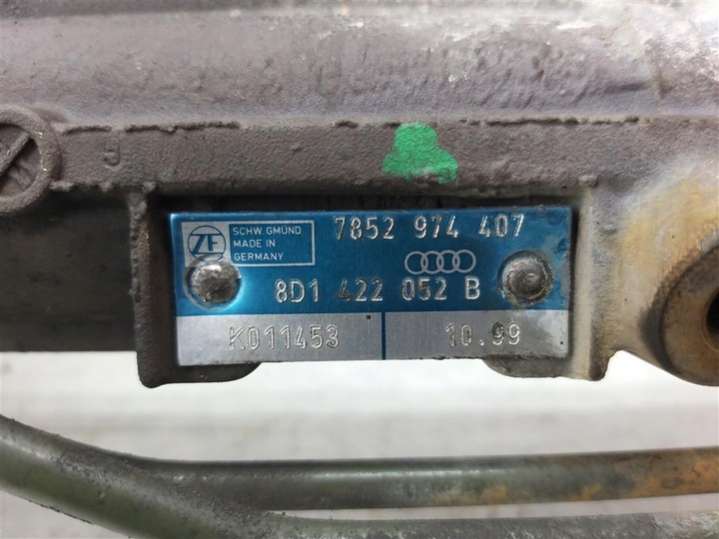 ZF
SCHW. GMÜND
MADE IN
GERMANY
7852 974 407
8D1 422 052 B
K011453
10.99